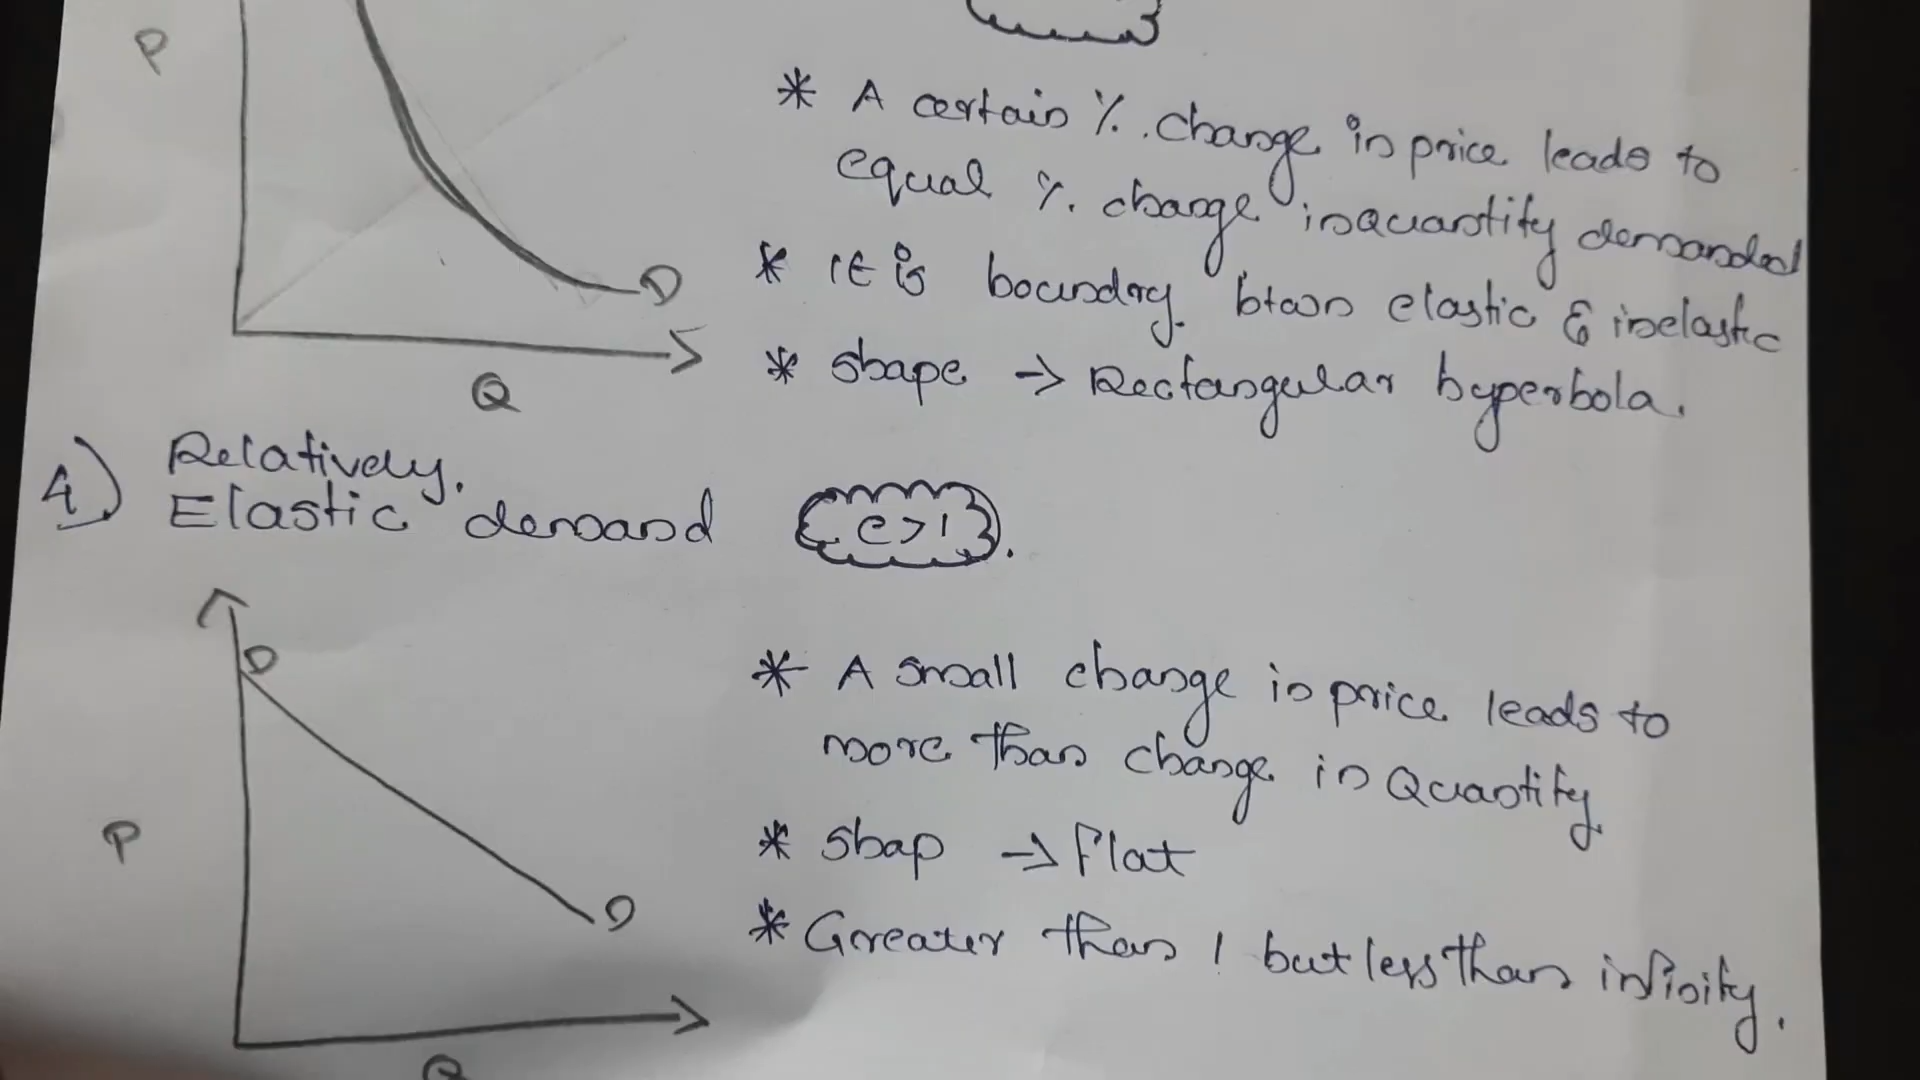 P
* A certain % change in price leads to
equal % change in quantity demanded
* It is boundry btwn elastic & inelastic
* shape → Rectangular hyperbola.
D
Q
4) Relatively
Elastic demand e>1
D
* A small change in price leads to
more than change in Quantity
P
* shap → flat
D
* Greater than 1 but less than infinity.
Q